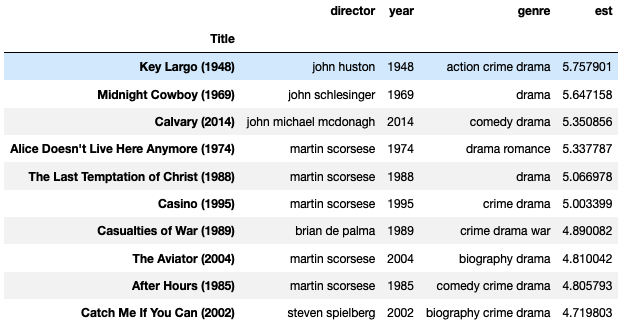 director year genre est
Title
Key Largo (1948) john huston 1948 action crime drama 5.757901
Midnight Cowboy (1969) john schlesinger 1969 drama 5.647158
Calvary (2014) john michael mcdonagh 2014 comedy drama 5.350856
Alice Doesn't Live Here Anymore (1974) martin scorsese 1974 drama romance 5.337787
The Last Temptation of Christ (1988) martin scorsese 1988 drama 5.066978
Casino (1995) martin scorsese 1995 crime drama 5.003399
Casualties of War (1989) brian de palma 1989 crime drama war 4.890082
The Aviator (2004) martin scorsese 2004 biography drama 4.810042
After Hours (1985) martin scorsese 1985 comedy crime drama 4.805793
Catch Me If You Can (2002) steven spielberg 2002 biography crime drama 4.719803